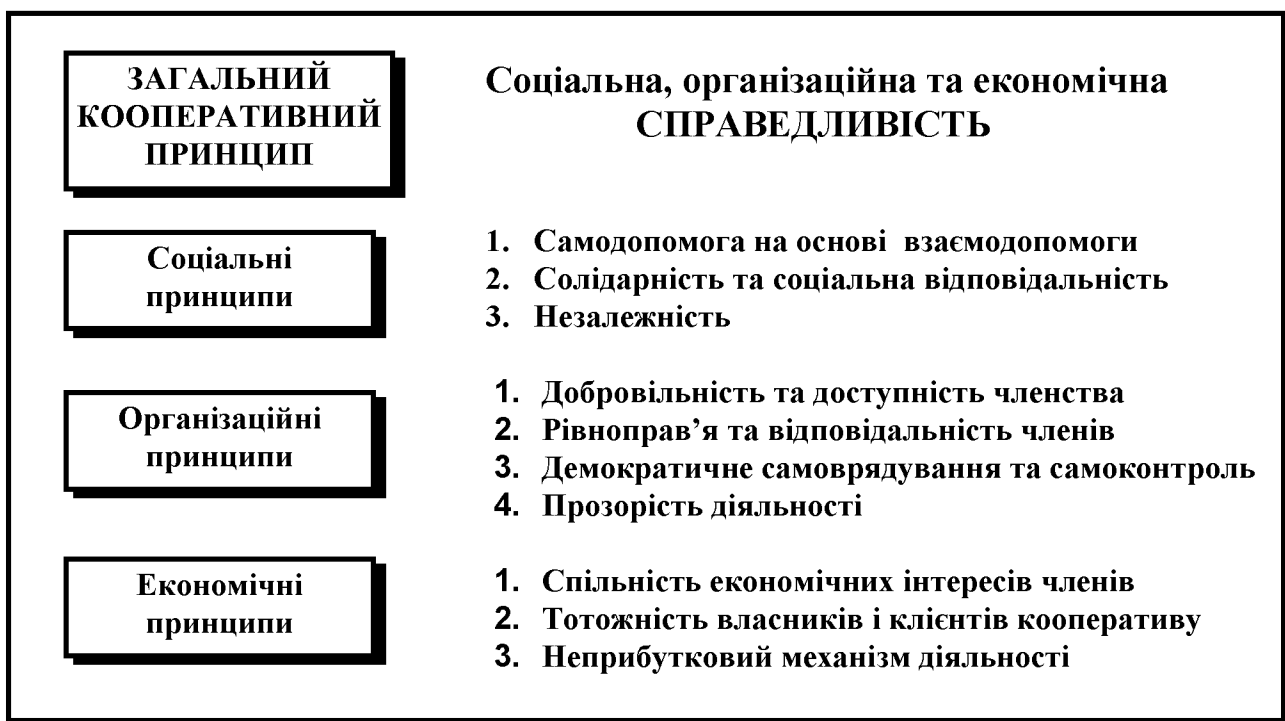 ЗАГАЛЬНИЙ
КООПЕРАТИВНИЙ
ПРИНЦИП
Соціальна, організаційна та економічна
СПРАВЕДЛИВІСТЬ
Соціальні
принципи
1. Самодопомога на основі взаємодопомоги
2. Солідарність та соціальна відповідальність
3. Незалежність
Організаційні
принципи
1. Добровільність та доступність членства
2. Рівноправ’я та відповідальність членів
3. Демократичне самоврядування та самоконтроль
4. Прозорість діяльності
Економічні
принципи
1. Спільність економічних інтересів членів
2. Тотожність власників і клієнтів кооперативу
3. Неприбутковий механізм діяльності